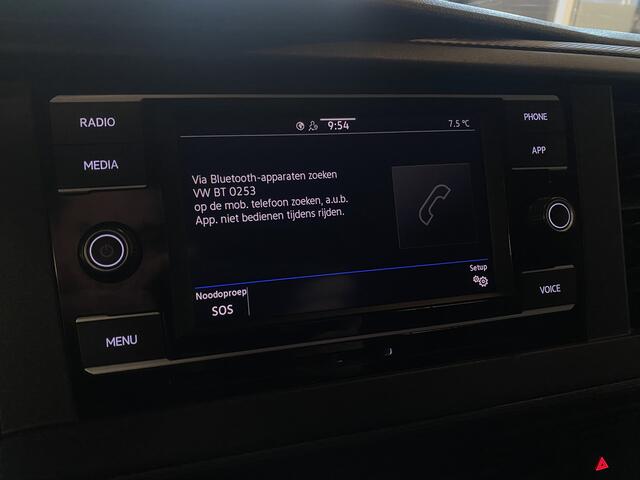 RADIO
MEDIA
MENU
9:54
7.5 °C
Via Bluetooth-apparaten zoeken
VW BT 0253
op de mob. telefoon zoeken, a.u.b.
App. niet bedienen tijdens rijden.
Noodoproep
SOS
Setup
PHONE
APP
VOICE